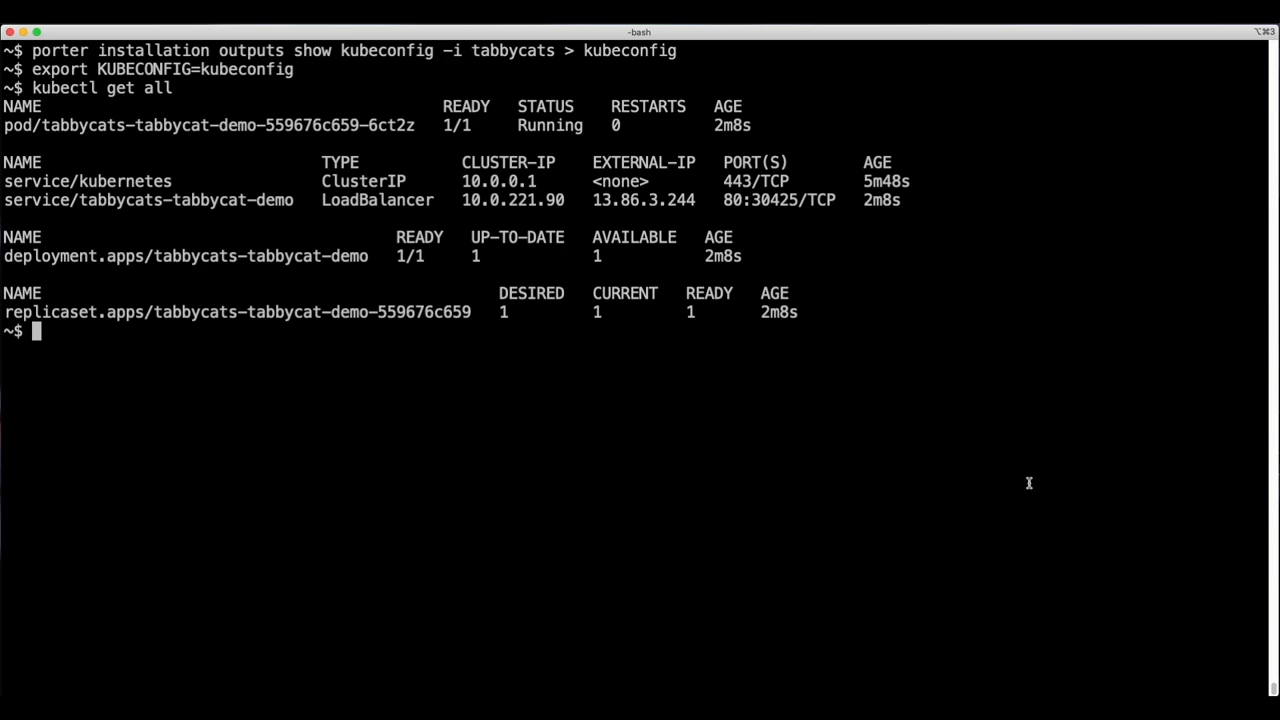 -bash
⌥⌘3
~$ porter installation outputs show kubeconfig -i tabbycats > kubeconfig
~$ export KUBECONFIG=kubeconfig
~$ kubectl get all
NAME READY STATUS RESTARTS AGE
pod/tabbycats-tabbycat-demo-559676c659-6ct2z 1/1 Running 0 2m8s
NAME TYPE CLUSTER-IP EXTERNAL-IP PORT(S) AGE
service/kubernetes ClusterIP 10.0.0.1 <none> 443/TCP 5m48s
service/tabbycats-tabbycat-demo LoadBalancer 10.0.221.90 13.86.3.244 80:30425/TCP 2m8s
NAME READY UP-TO-DATE AVAILABLE AGE
deployment.apps/tabbycats-tabbycat-demo 1/1 1 1 2m8s
NAME DESIRED CURRENT READY AGE
replicaset.apps/tabbycats-tabbycat-demo-559676c659 1 1 1 2m8s
~$